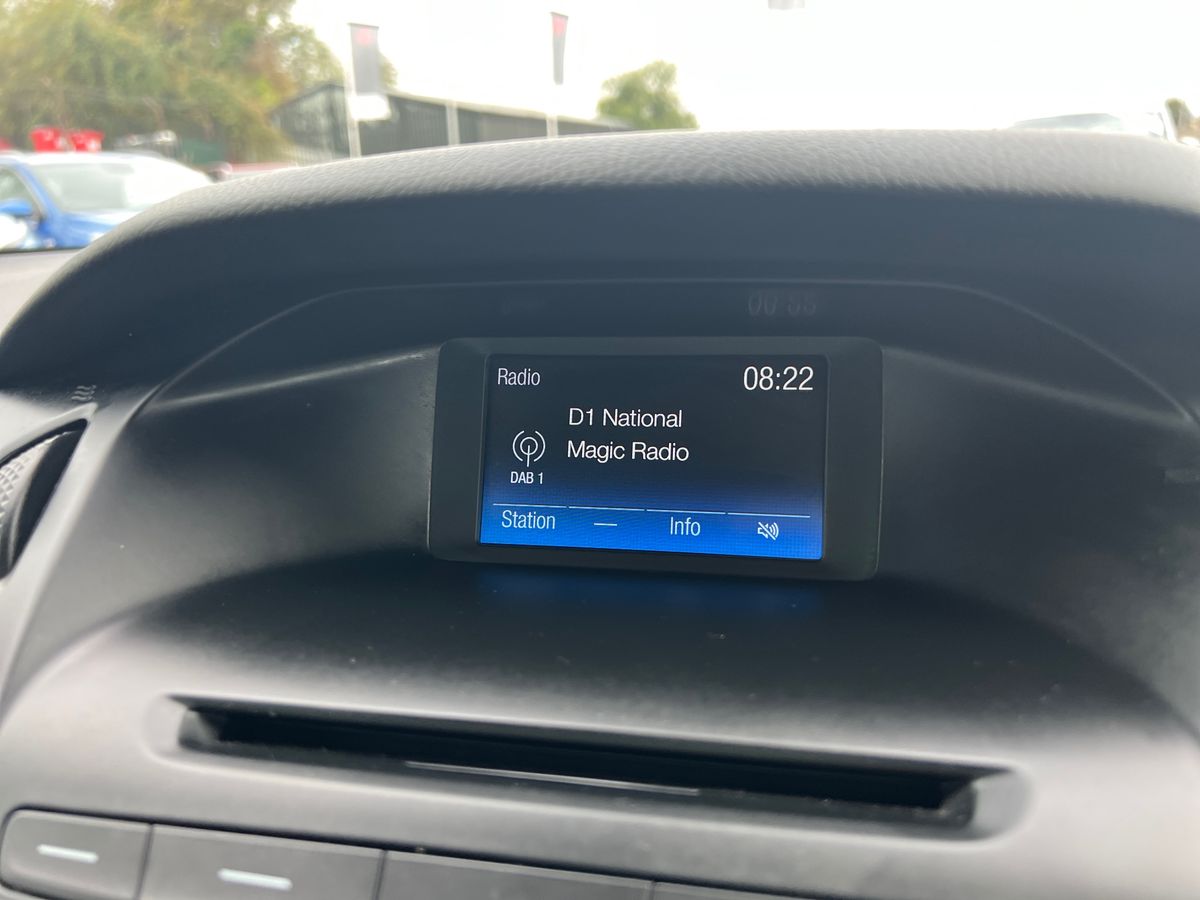 Radio 08:22
D1 National
Magic Radio
DAB 1
Station — Info